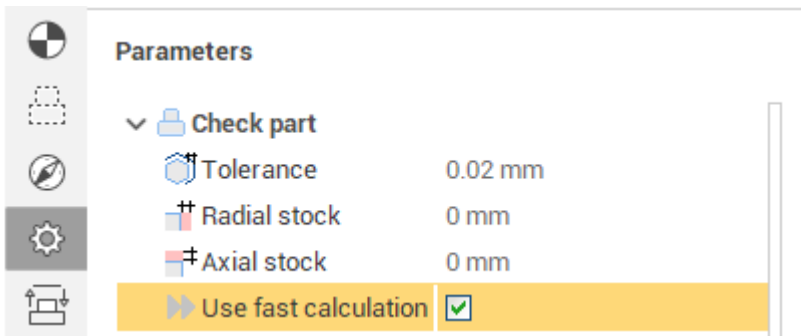 Parameters
Check part
Tolerance 0.02 mm
Radial stock 0 mm
Axial stock 0 mm
Use fast calculation